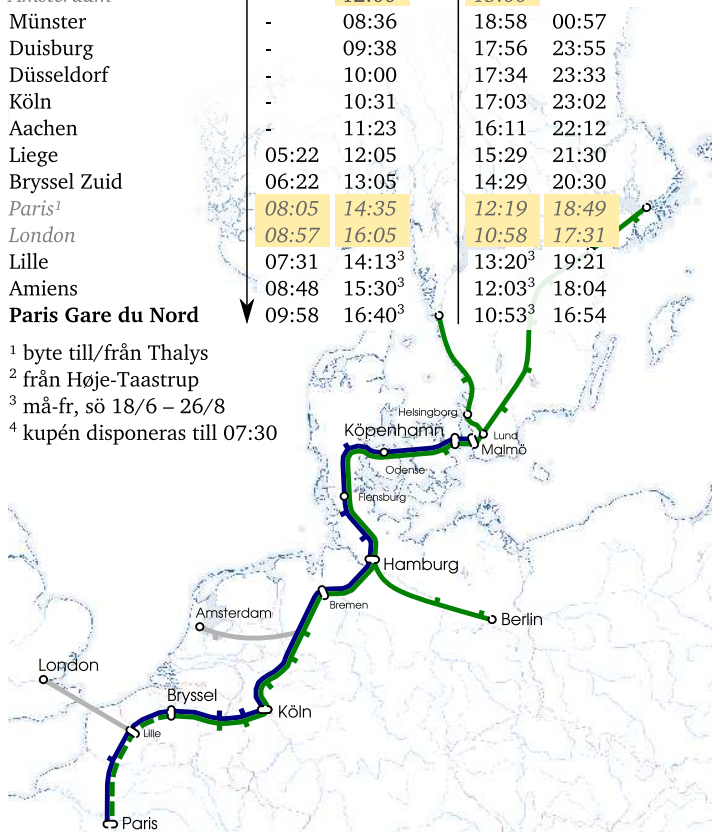 Amsterdam 12:00 13:00
Münster - 08:36 18:58 00:57
Duisburg - 09:38 17:56 23:55
Düsseldorf - 10:00 17:34 23:33
Köln - 10:31 17:03 23:02
Aachen - 11:23 16:11 22:12
Liege 05:22 12:05 15:29 21:30
Bryssel Zuid 06:22 13:05 14:29 20:30
Paris¹ 08:05 14:35 12:19 18:49
London 08:57 16:05 10:58 17:31
Lille 07:31 14:13³ 13:20³ 19:21
Amiens 08:48 15:30³ 12:03³ 18:04
Paris Gare du Nord 09:58 16:40³ 10:53³ 16:54
¹ byte till/från Thalys
² från Høje-Taastrup
³ må-fr, sö 18/6 – 26/8
⁴ kupén disponeras till 07:30
Helsingborg
Köpenhamn
Lund
Malmö
Odense
Flensburg
Hamburg
Bremen
Amsterdam
Berlin
London
Bryssel
Köln
Lille
Paris